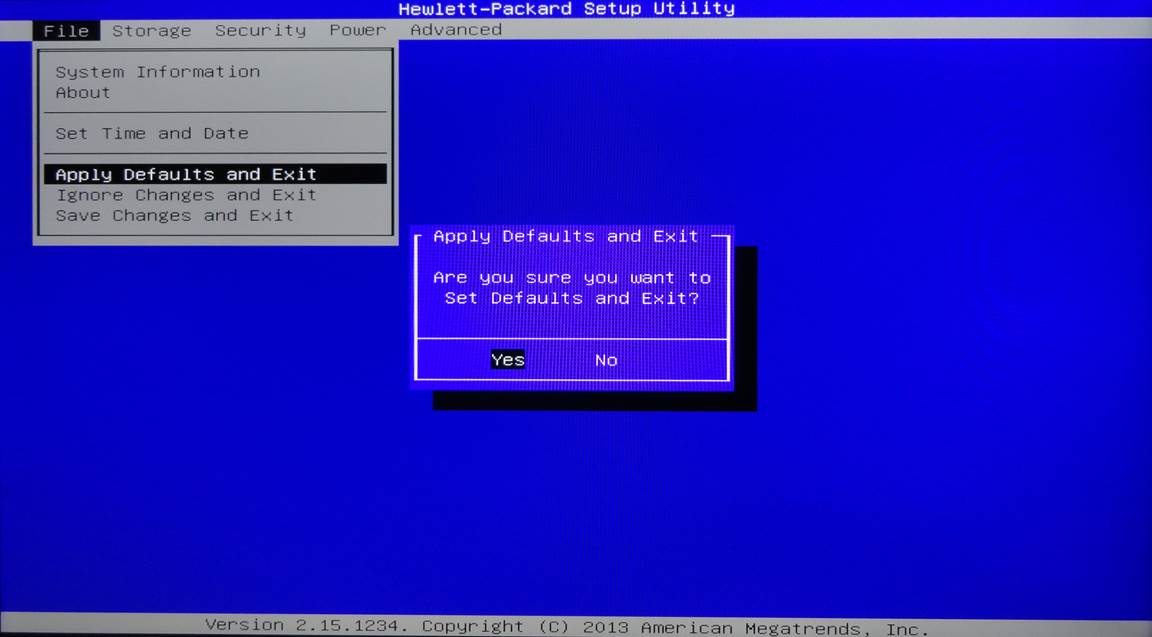 Hewlett-Packard Setup Utility
File Storage Security Power Advanced
System Information
About
Set Time and Date
Apply Defaults and Exit
Ignore Changes and Exit
Save Changes and Exit
Apply Defaults and Exit
Are you sure you want to
Set Defaults and Exit?
Yes No
Version 2.15.1234. Copyright (C) 2013 American Megatrends, Inc.